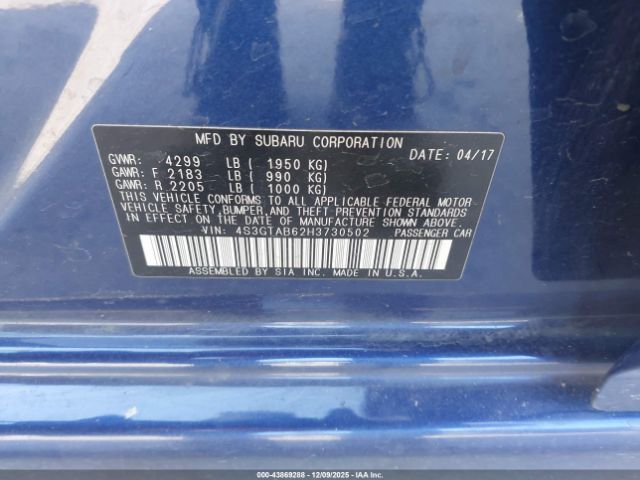 MFD BY SUBARU CORPORATION
GVWR: 4299 LB ( 1950 KG) DATE: 04/17
GAWR: F 2183 LB ( 990 KG)
GAWR: R 2205 LB ( 1000 KG)
THIS VEHICLE CONFORMS TO ALL APPLICABLE FEDERAL MOTOR
VEHICLE SAFETY, BUMPER, AND THEFT PREVENTION STANDARDS
IN EFFECT ON THE DATE OF MANUFACTURE SHOWN ABOVE.
VIN: 4S3GTAB62H3730502 PASSENGER CAR
ASSEMBLED BY SIA INC. MADE IN U.S.A.
000-43869288 - 12/09/2025 - IAAI.COM